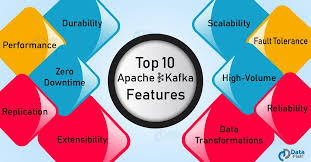 Durability
Performance
Zero
Downtime
Replication
Extensibility
Top 10
Apache Kafka
Features
Scalability
Fault Tolerance
High-Volume
Reliability
Data
Transformations
Data
Flair